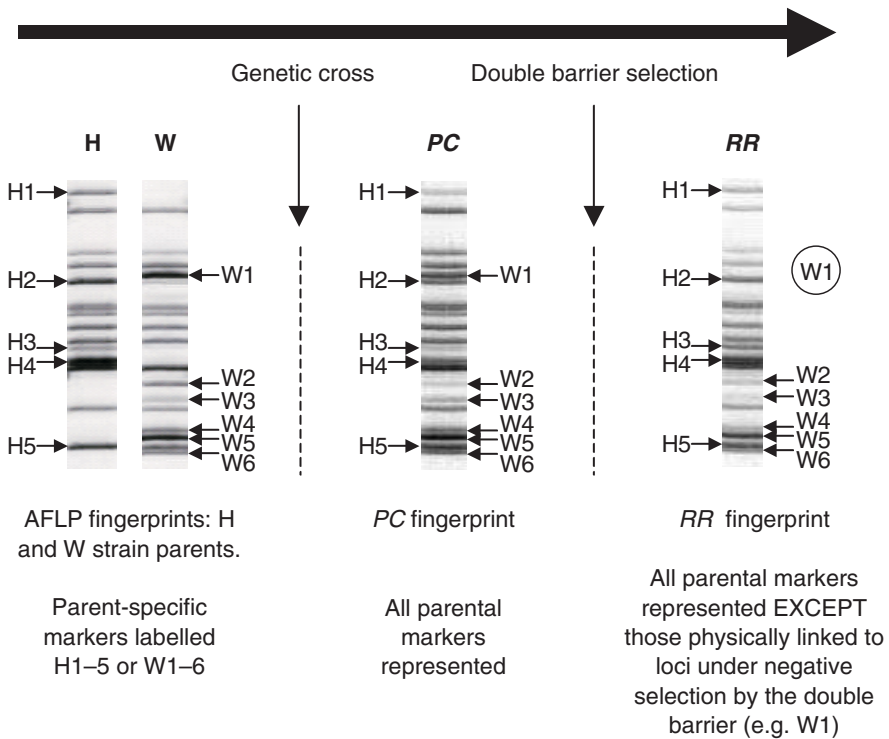 Genetic cross
Double barrier selection
H
W
PC
RR
H1
H2
H3
H4
H5
W1
W2
W3
W4
W5
W6
H1
H2
H3
H4
H5
W1
W2
W3
W4
W5
W6
H1
H2
H3
H4
H5
W1
W2
W3
W4
W5
W6
AFLP fingerprints: H
and W strain parents.
Parent-specific
markers labelled
H1–5 or W1–6
PC fingerprint
All parental
markers
represented
RR fingerprint
All parental markers
represented EXCEPT
those physically linked to
loci under negative
selection by the double
barrier (e.g. W1)